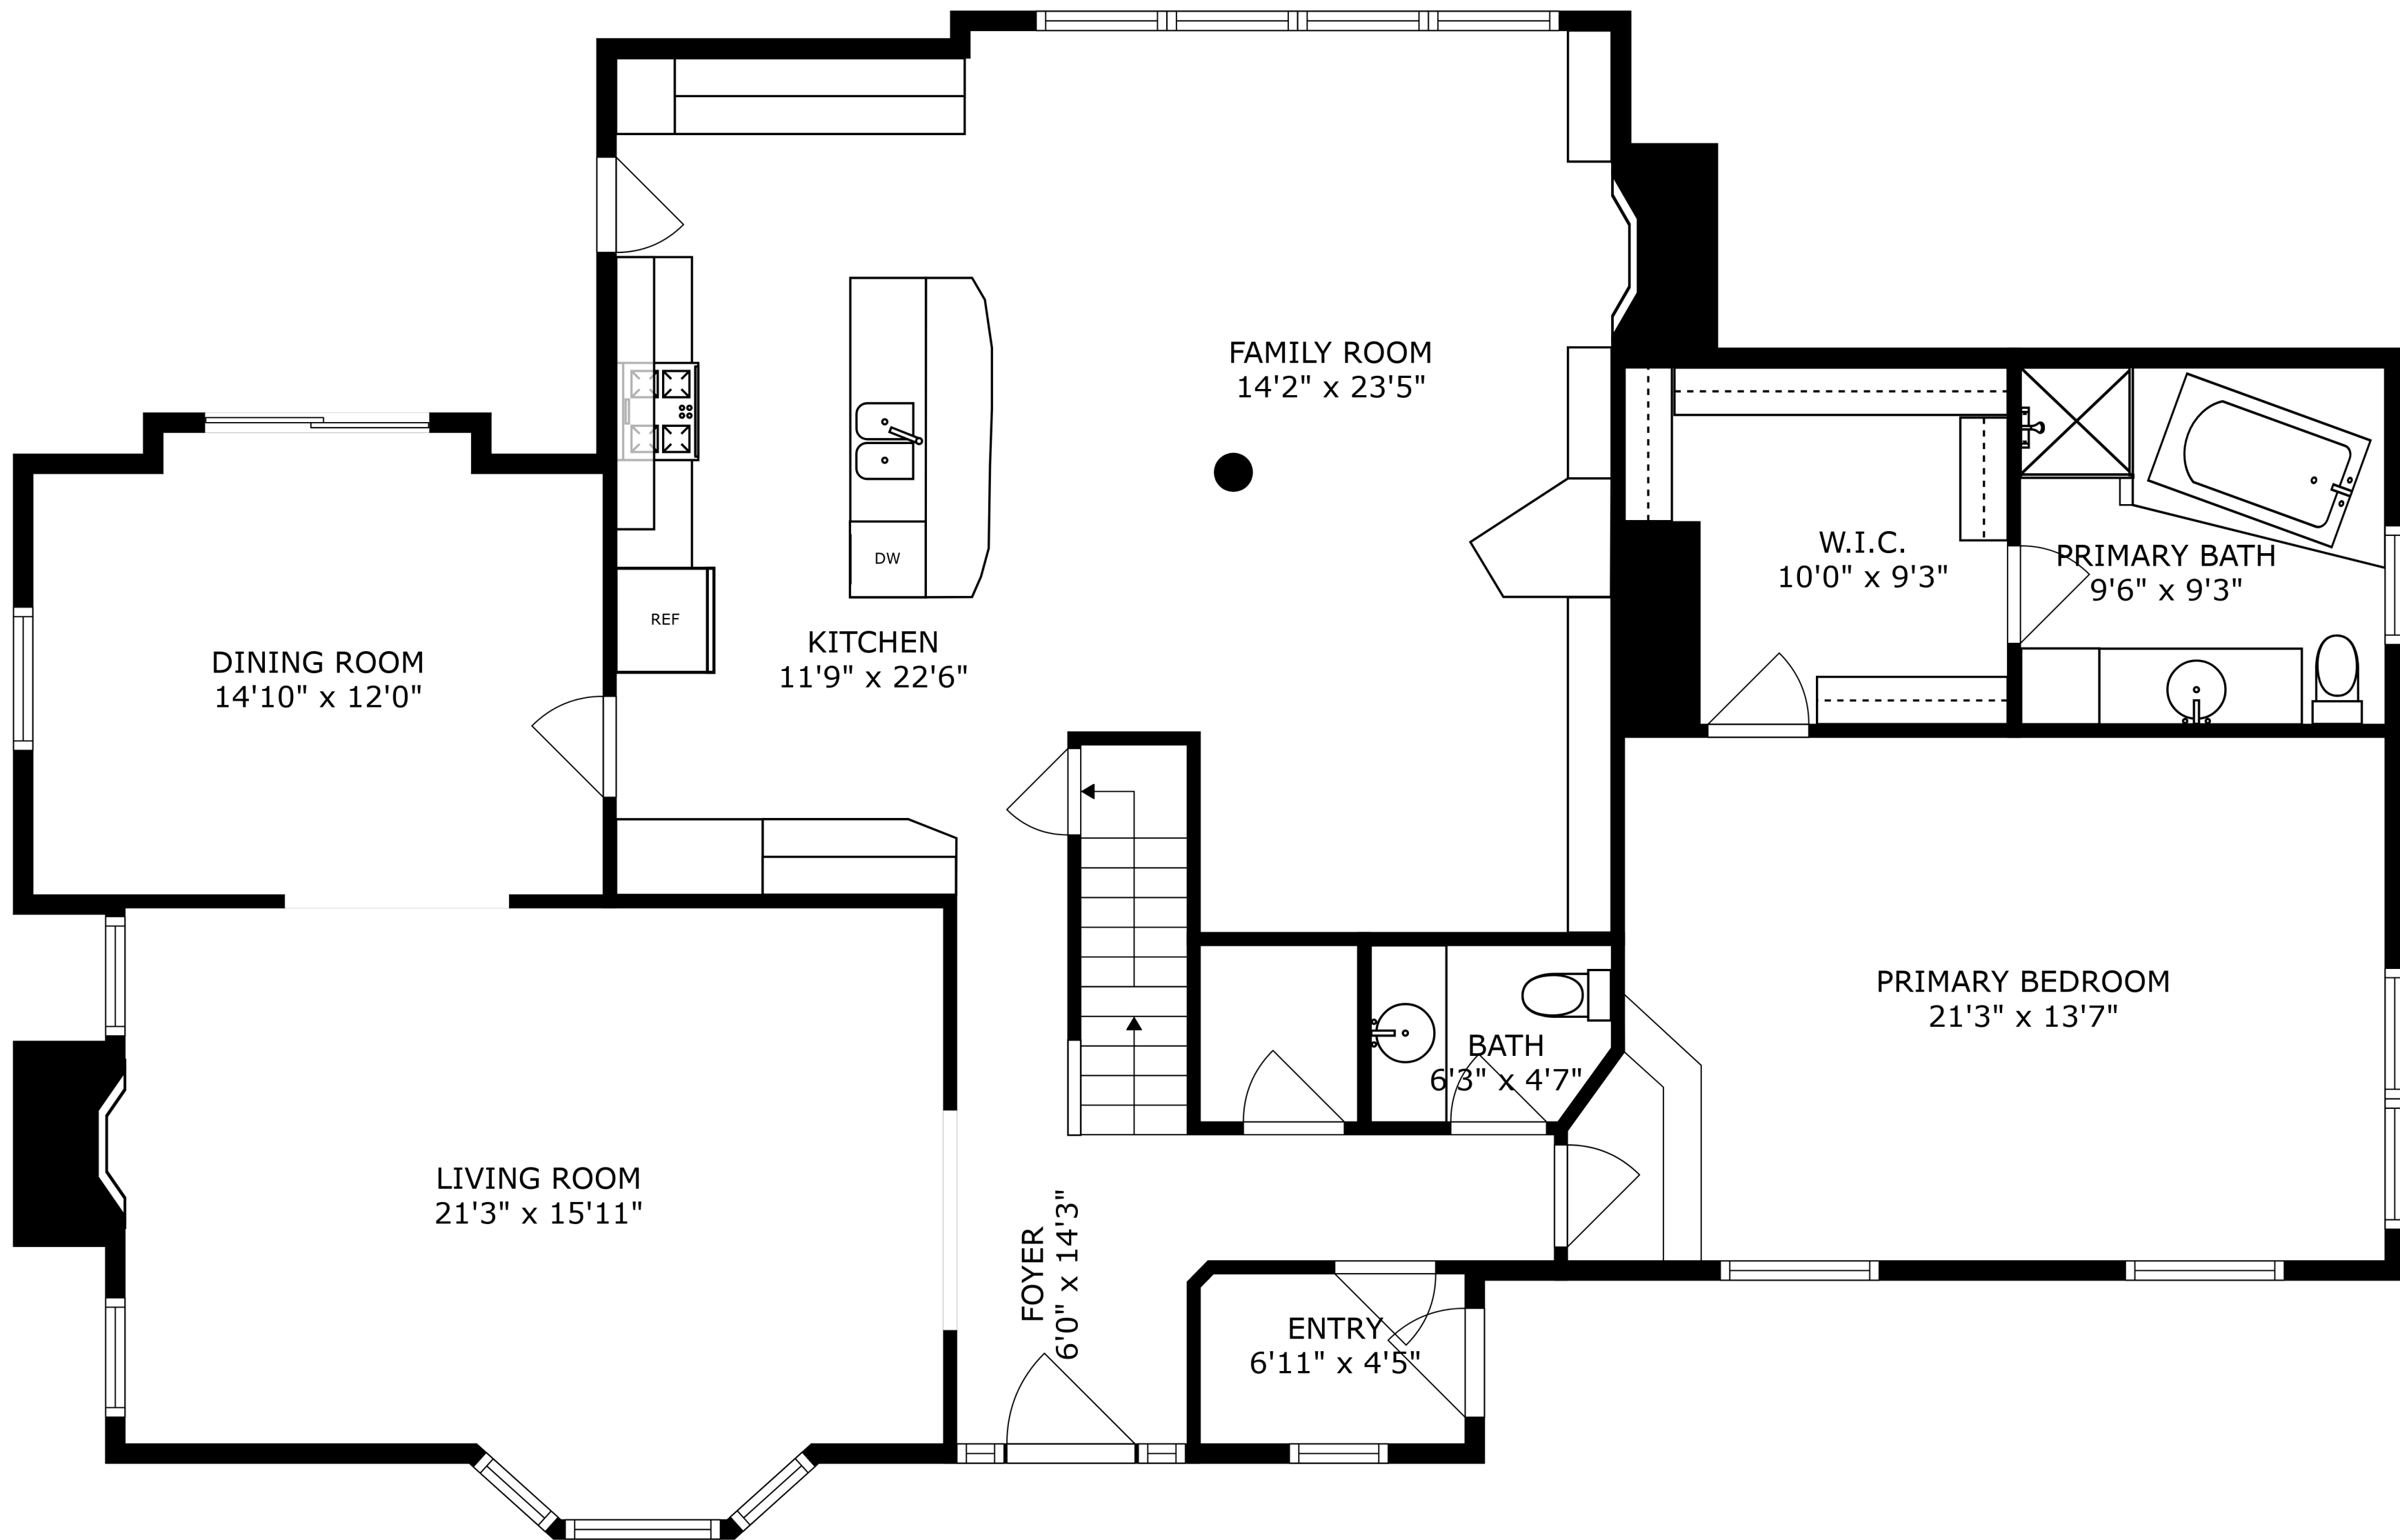 FAMILY ROOM
14'2" x 23'5"
DW
REF
KITCHEN
11'9" x 22'6"
DINING ROOM
14'10" x 12'0"
W.I.C.
10'0" x 9'3"
PRIMARY BATH
9'6" x 9'3"
PRIMARY BEDROOM
21'3" x 13'7"
BATH
6'3" x 4'7"
LIVING ROOM
21'3" x 15'11"
FOYER
6'0" x 14'3"
ENTRY
6'11" x 4'5"